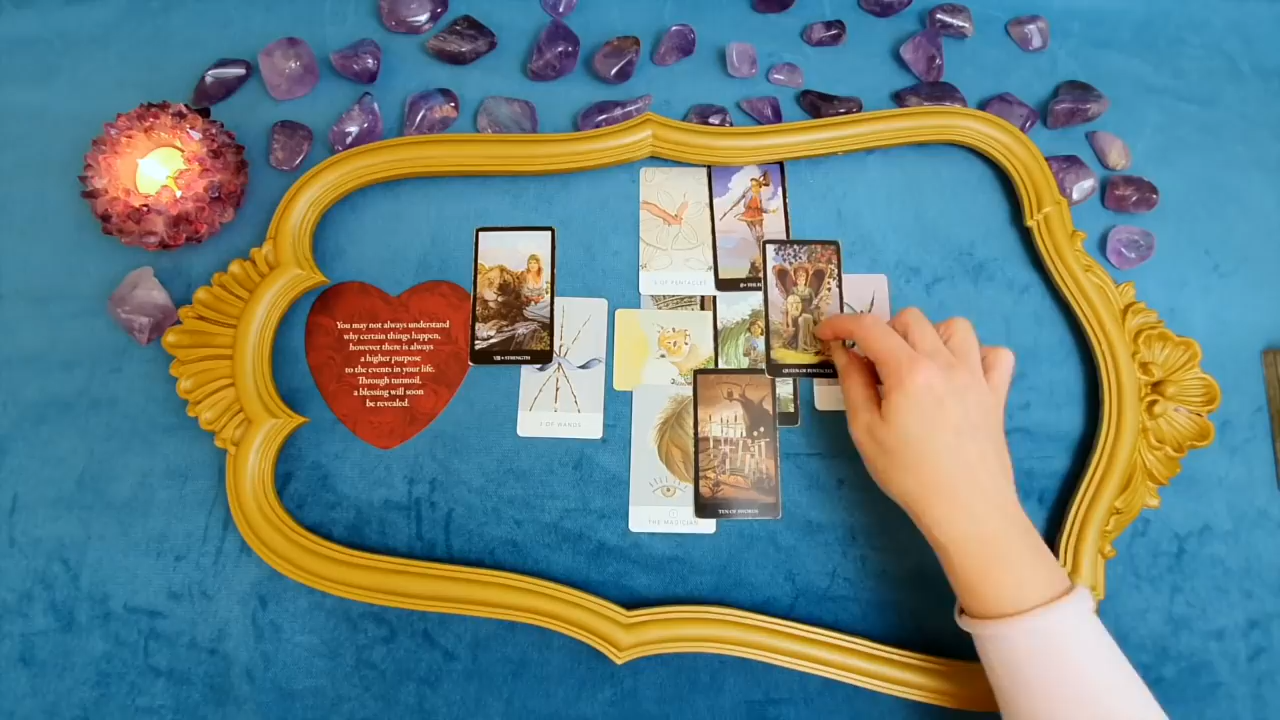 You may not always understand
why certain things happen,
however there is always
a higher purpose
to the events in your life.
Through turmoil,
a blessing will soon
be revealed.
VIII • STRENGTH
OF WANDS
OF PENTACLES
QUEEN OF PENTACLES
THE MAGICIAN
TEN OF SWORDS